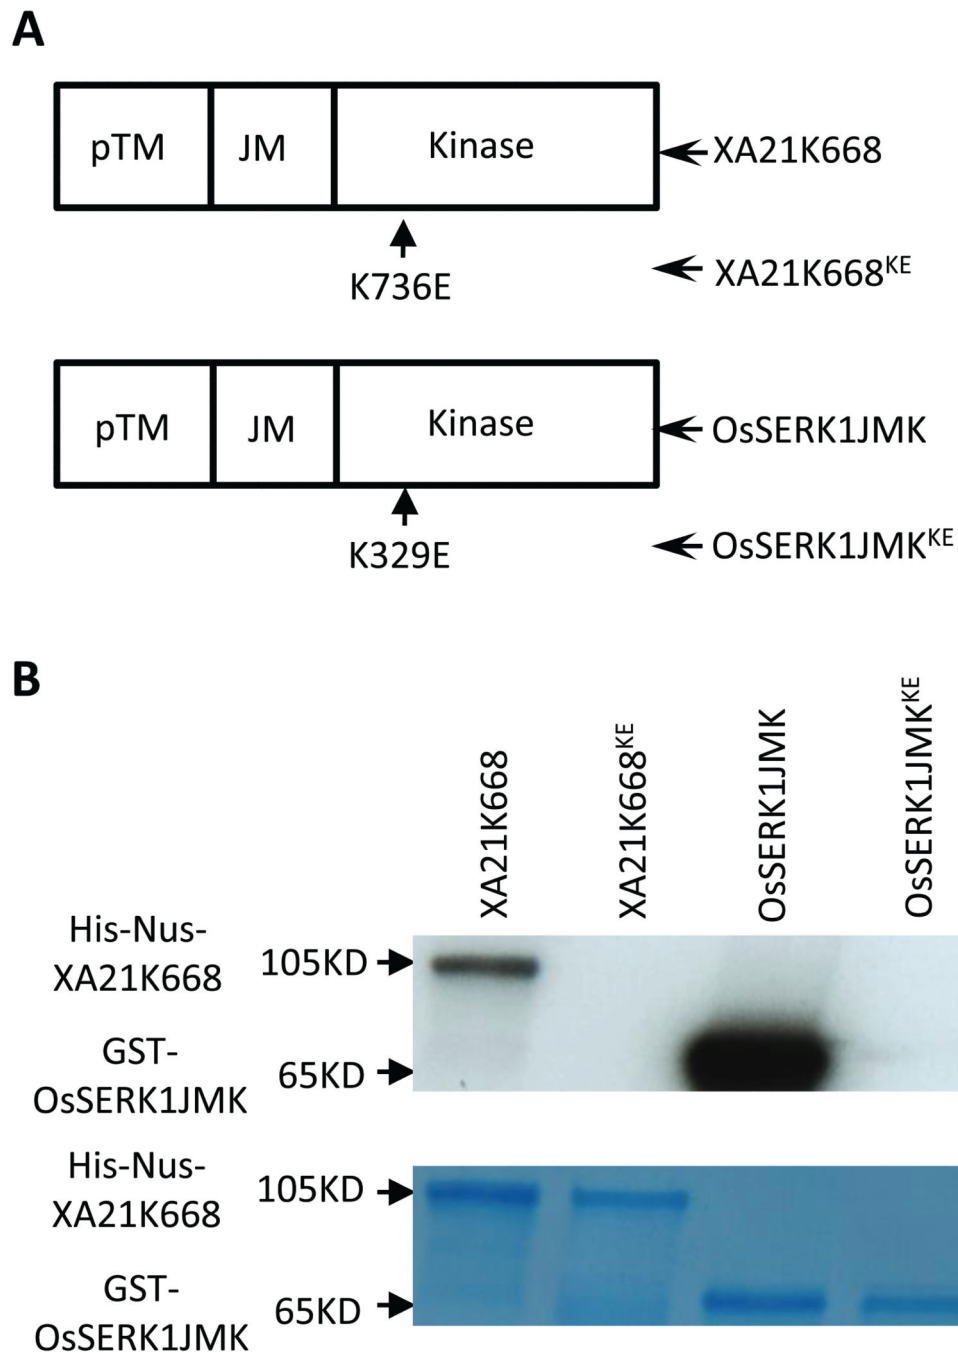 A
pTM JM Kinase XA21K668
K736E
XA21K668KE
pTM JM Kinase OsSERK1JMK
K329E
OsSERK1JMKKE
B
XA21K668
XA21K668KE
OsSERK1JMK
OsSERK1JMKKE
His-Nus-
XA21K668
105KD
GST-
OsSERK1JMK
65KD
His-Nus-
XA21K668
105KD
GST-
OsSERK1JMK
65KD